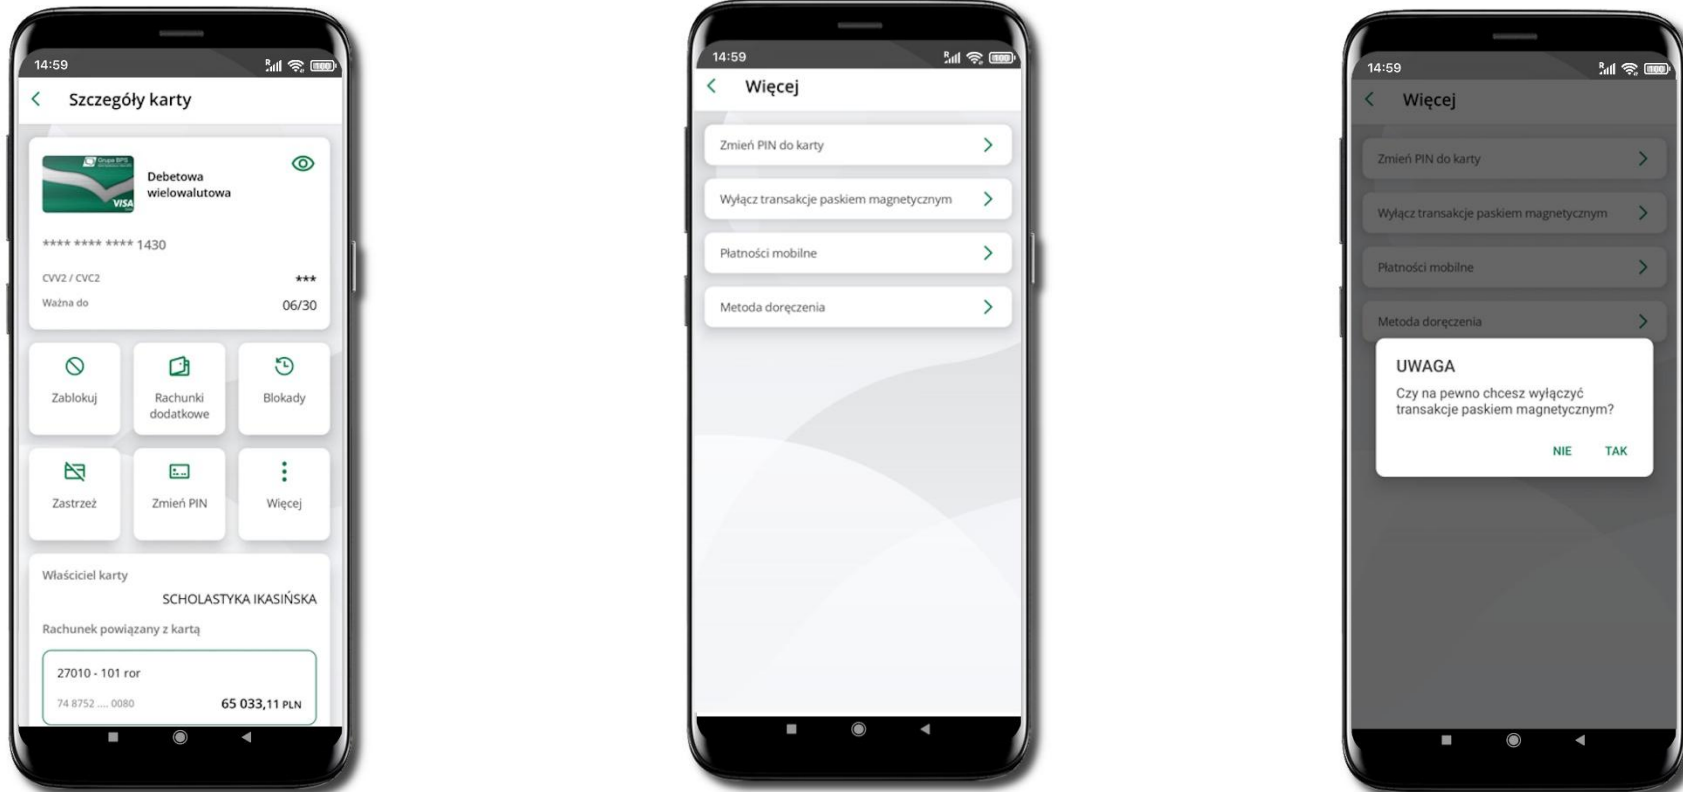 14:59
Szczegóły karty
Grupa BPS
VISA
Debetowa
wielowalutowa
**** **** **** 1430
CVV2 / CVC2 ***
Ważna do 06/30
Zablokuj
Rachunki
dodatkowe
Blokady
Zastrzeż
Zmień PIN
Więcej
Właściciel karty
SCHOLASTYKA IKASIŃSKA
Rachunek powiązany z kartą
27010 - 101 ror
74 8752 .... 0080 65 033,11 PLN
14:59
Więcej
Zmień PIN do karty
Wyłącz transakcje paskiem magnetycznym
Płatności mobilne
Metoda doręczenia
14:59
Więcej
Zmień PIN do karty
Wyłącz transakcje paskiem magnetycznym
Płatności mobilne
Metoda doręczenia
UWAGA
Czy na pewno chcesz wyłączyć
transakcje paskiem magnetycznym?
NIE TAK